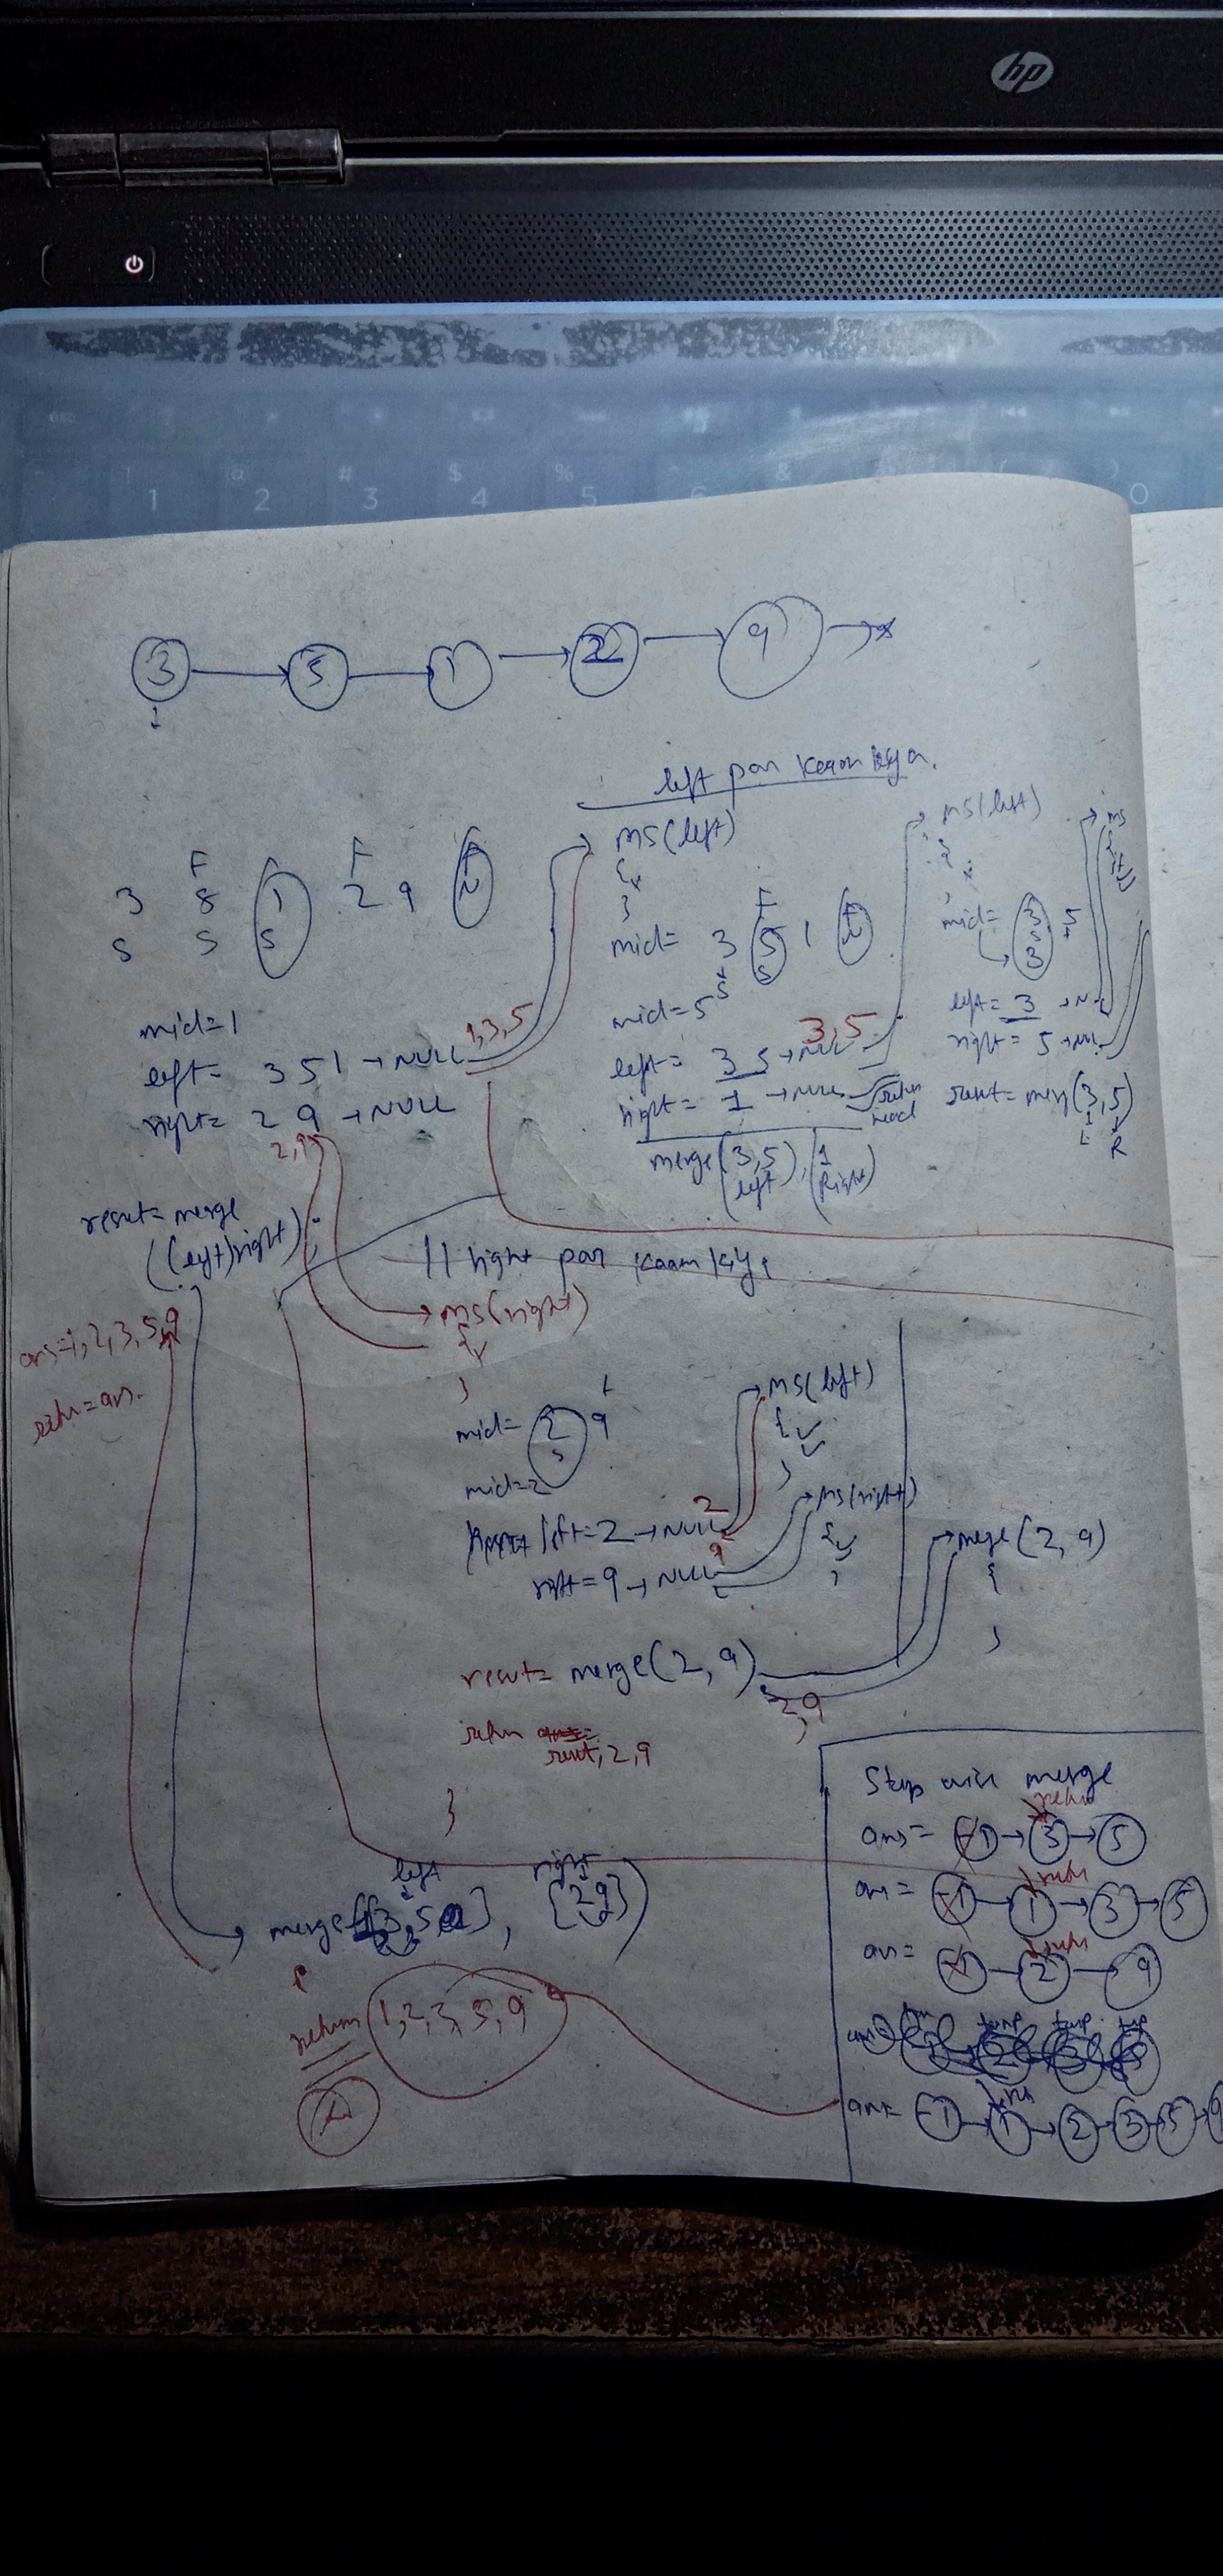 hp
1 2 3 4 5 6 0
@ # $ % &
3 5 1 2 9 x
left par kaam kiya.
F F F
3 8 1 2 9 N
S S S
mid=1
left= 3 5 1 →NULL
1,3,5
right= 2 9 →NULL
2,9
result=merge
((left)right);
ans=1,2,3,5,9
return=ans.
MS(left)
{
}
mid= 3 5 1 N
F F
S S
mid=5
left= 3 5 →NULL
3,5
right= 1 →NULL
return
head
merge(3,5),(1
left Right)
MS(left)
{
}
mid= 3 5
S
3
left= 3 →N
right= 5 →NULL
result=merge(3,5)
L R
MS
{
// right par kaam kiya
MS(right)
{
}
mid= 2 9
S
mid=2
left=2→NULL
2
right=9→NULL
9
MS(left)
{
}
MS(right)
{
}
merge(2,9)
{
}
result= merge(2,9)
2,9
return
result, 2,9
}
left right
merge( 3,5 ], [2,9])
return 1,2,3,5,9
Step wise merge
return
ans= -1→3→5
return
ans= -1→1→3→5
return
ans= -1→2→9
temp temp
ans= -1→1→2→3→5→9